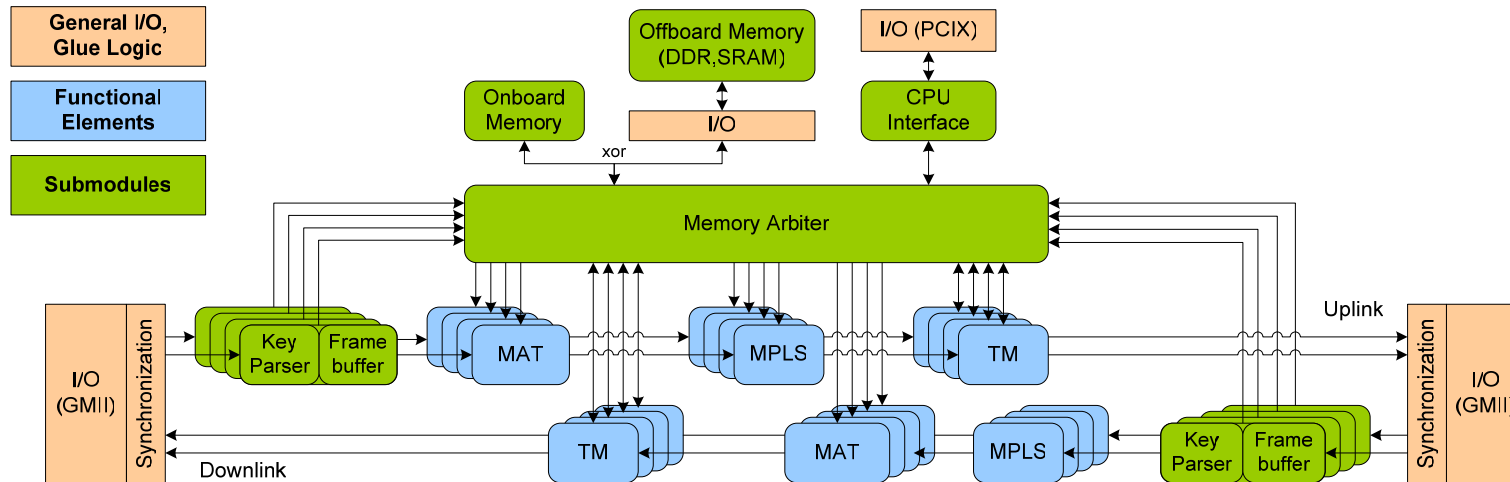 General I/O,
Glue Logic
Functional
Elements
Submodules
Offboard Memory
(DDR,SRAM)
I/O (PCIX)
Onboard
Memory
I/O
CPU
Interface
xor
Memory Arbiter
Uplink
I/O
(GMII)
Synchronization
Key
Parser
Frame
buffer
MAT
MPLS
TM
Synchronization
I/O
(GMII)
Downlink
TM
MAT
MPLS
Key
Parser
Frame
buffer